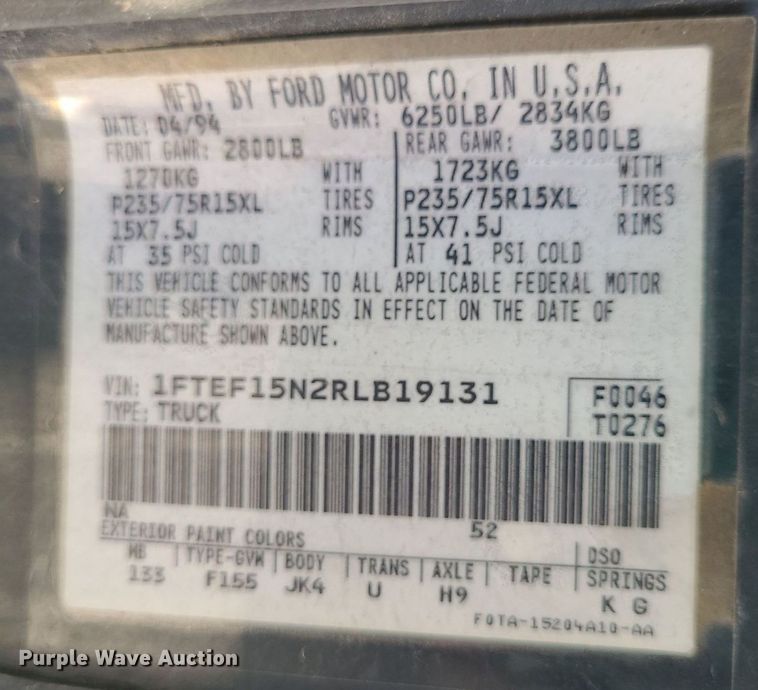 MFD. BY FORD MOTOR CO. IN U.S.A.
DATE: 04/94 GVWR: 6250LB/ 2834KG
FRONT GAWR: 2800LB REAR GAWR: 3800LB
1270KG WITH 1723KG WITH
P235/75R15XL TIRES P235/75R15XL TIRES
15X7.5J RIMS 15X7.5J RIMS
AT 35 PSI COLD AT 41 PSI COLD
THIS VEHICLE CONFORMS TO ALL APPLICABLE FEDERAL MOTOR
VEHICLE SAFETY STANDARDS IN EFFECT ON THE DATE OF
MANUFACTURE SHOWN ABOVE.
VIN: 1FTEF15N2RLB19131 F0046
TYPE: TRUCK T0276
NA 52
EXTERIOR PAINT COLORS DSO
WB TYPE-GVW BODY TRANS AXLE TAPE SPRINGS
133 F155 JK4 U H9 K G
F0TA-15204A10-AA
Purple Wave Auction